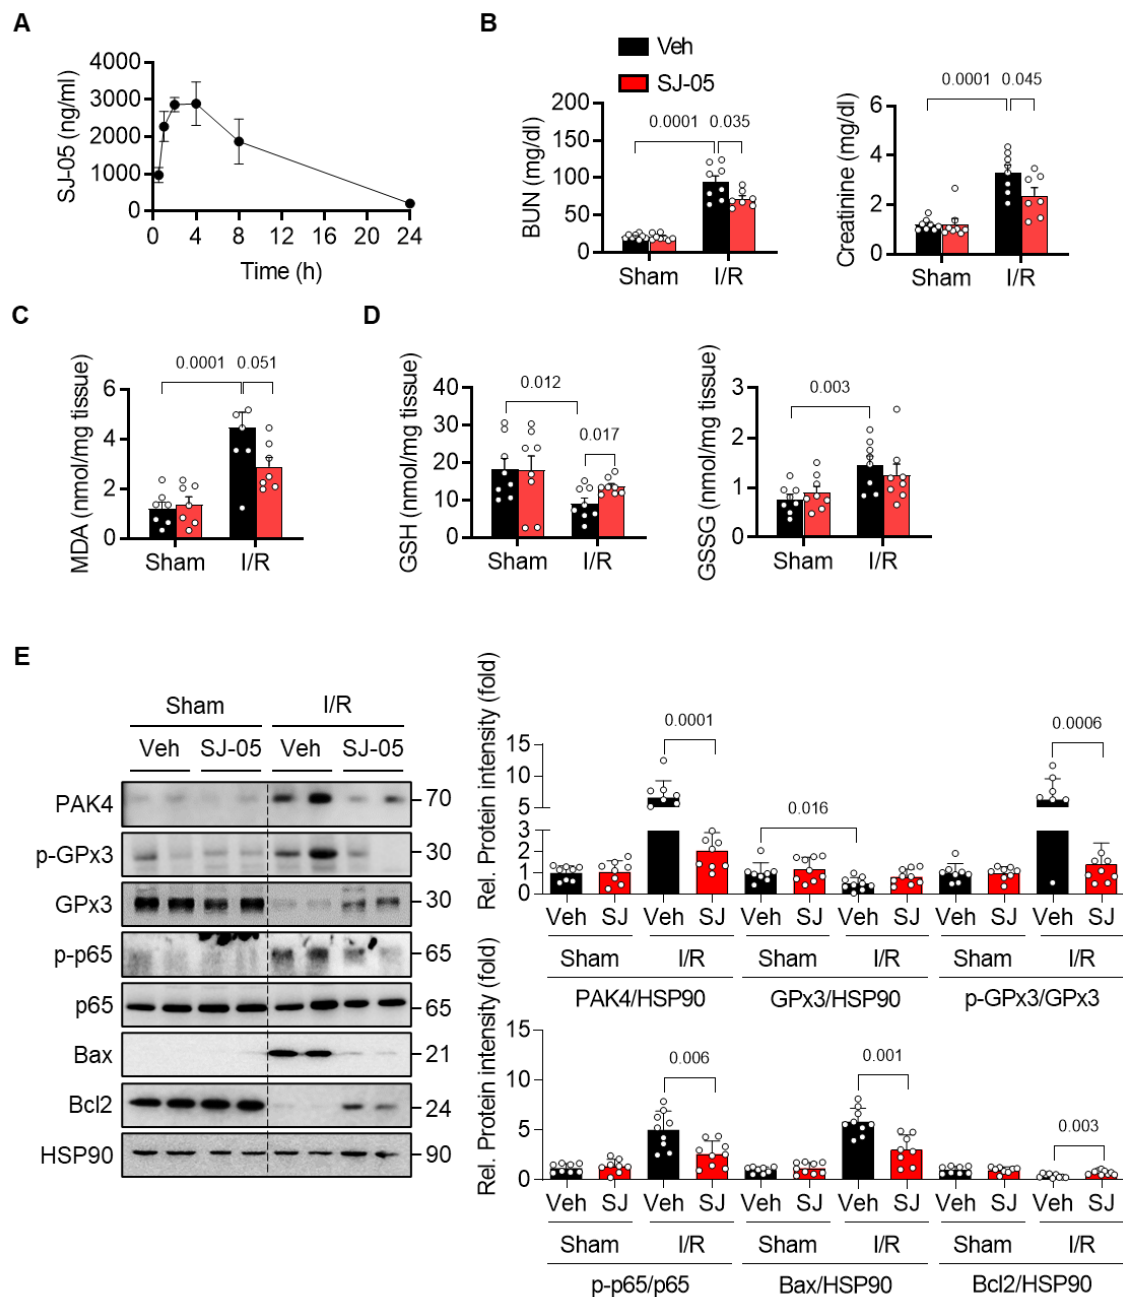 A
4000
3000
2000
1000
0
SJ-05 (ng/ml)
0 4 8 12 16 20 24
Time (h)
B
Veh
SJ-05
200
150
100
50
0
BUN (mg/dl)
0.0001 0.035
Sham I/R
6
4
2
0
Creatinine (mg/dl)
0.0001 0.045
Sham I/R
C
6
4
2
0
MDA (nmol/mg tissue)
0.0001 0.051
Sham I/R
D
40
30
20
10
0
GSH (nmol/mg tissue)
0.012
0.017
Sham I/R
3
2
1
0
GSSG (nmol/mg tissue)
0.003
Sham I/R
E
Sham I/R
Veh SJ-05 Veh SJ-05
PAK4 70
p-GPx3 30
GPx3 30
p-p65 65
p65 65
Bax 21
Bcl2 24
HSP90 90
Rel. Protein intensity (fold)
15
10
5
3
2
1
0
0.0001
0.016
0.0006
Veh SJ Veh SJ Veh SJ Veh SJ Veh SJ Veh SJ
Sham I/R Sham I/R Sham I/R
PAK4/HSP90 GPx3/HSP90 p-GPx3/GPx3
Rel. Protein intensity (fold)
15
10
5
0
0.006
0.001
0.003
Veh SJ Veh SJ Veh SJ Veh SJ Veh SJ Veh SJ
Sham I/R Sham I/R Sham I/R
p-p65/p65 Bax/HSP90 Bcl2/HSP90